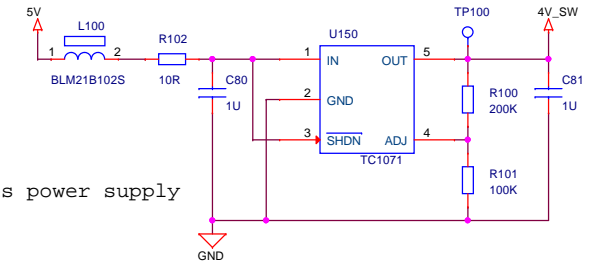 5V
L100
1
2
BLM21B102S
R102
10R
C80
1U
U150
1
IN
OUT
5
2
GND
3
SHDN
ADJ
4
TC1071
TP100
4V_SW
R100
200K
C81
1U
R101
100K
s power supply
GND